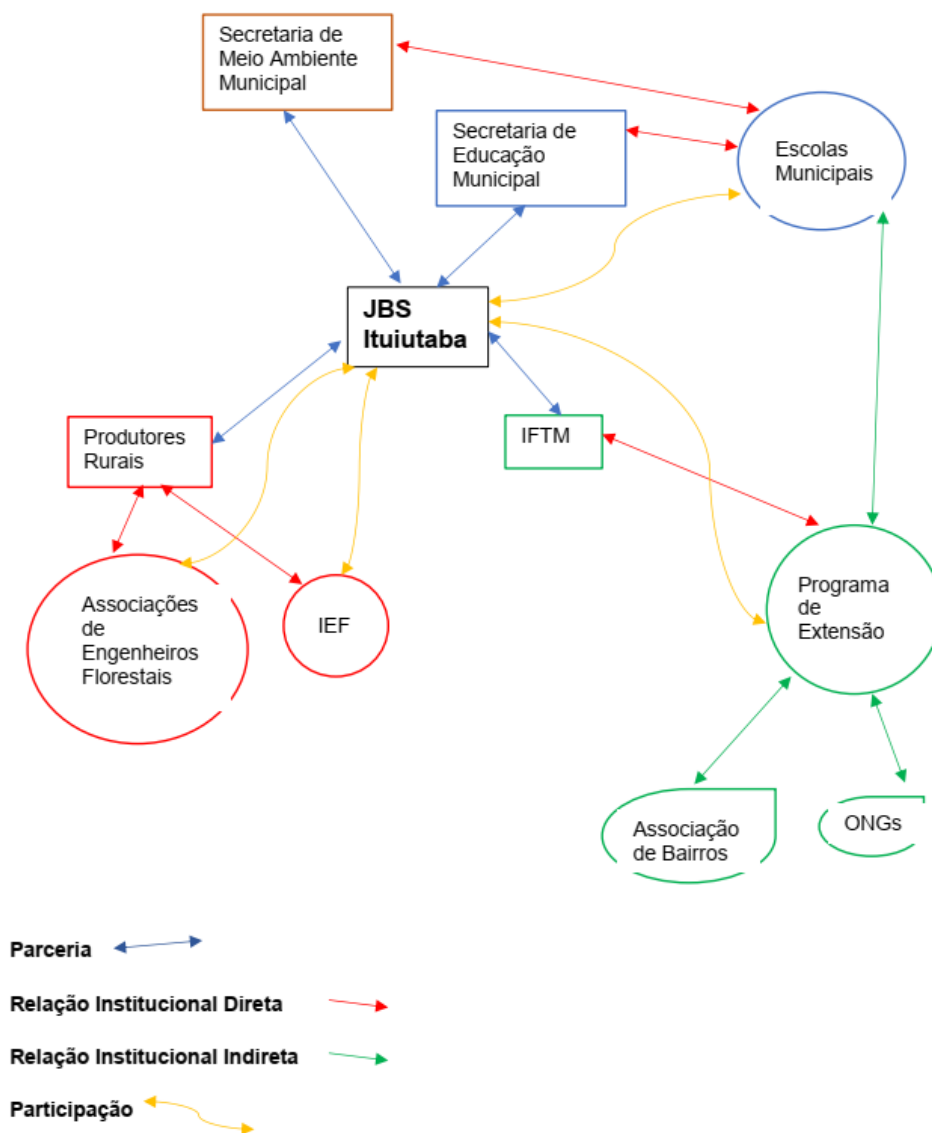 Secretaria de
Meio Ambiente
Municipal
Secretaria de
Educação
Municipal
Escolas
Municipais
JBS
Ituiutaba
Produtores
Rurais
IFTM
Associações
de
Engenheiros
Florestais
IEF
Programa
de
Extensão
Associação
de Bairros
ONGs
Parceria
Relação Institucional Direta
Relação Institucional Indireta
Participação